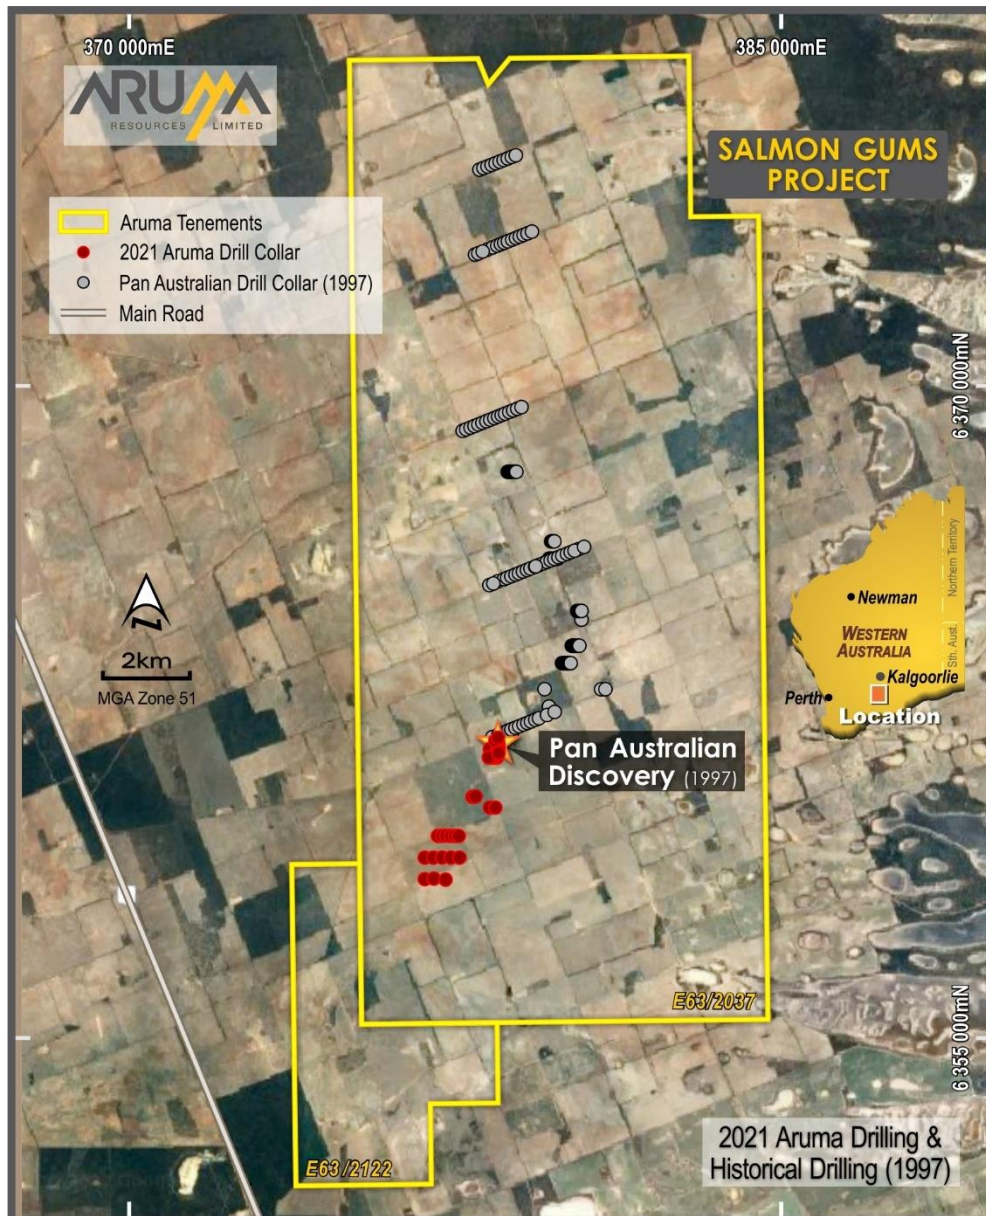 370 000mE
385 000mE
ARUMA
RESOURCES LIMITED
SALMON GUMS
PROJECT
Aruma Tenements
2021 Aruma Drill Collar
Pan Australian Drill Collar (1997)
Main Road
6 370 000mN
Newman
WESTERN
AUSTRALIA
Northern Territory
Sth. Aust.
Kalgoorlie
Perth
Location
N
2km
MGA Zone 51
Pan Australian
Discovery (1997)
E63/2037
6 355 000mN
E63/2122
2021 Aruma Drilling &
Historical Drilling (1997)